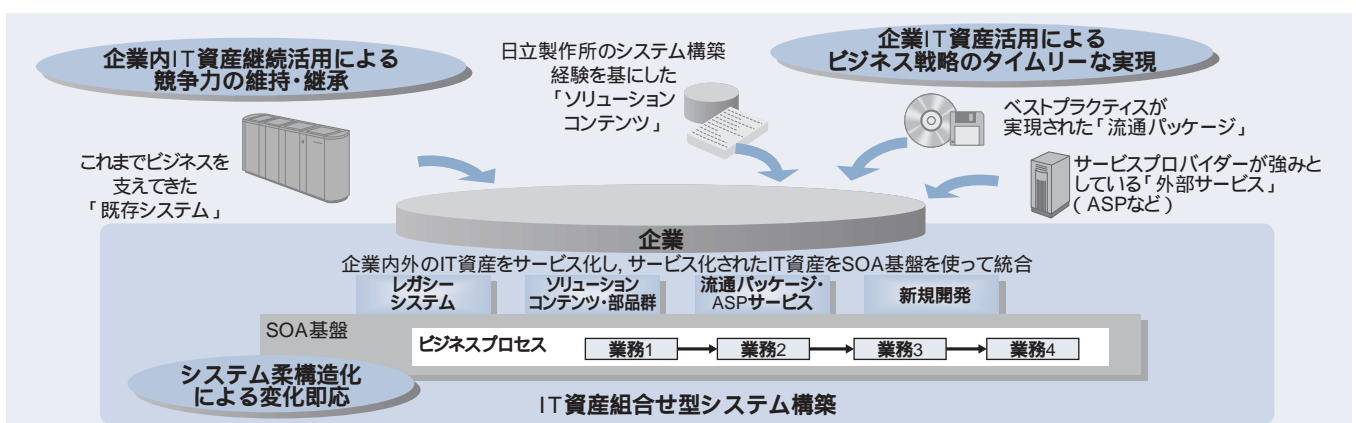 企業内IT資産継続活用による
競争力の維持・継承
日立製作所のシステム構築
経験を基にした
「ソリューション
コンテンツ」
企業IT資産活用による
ビジネス戦略のタイムリーな実現
ベストプラクティスが
実現された「流通パッケージ」
これまでビジネスを
支えてきた
「既存システム」
サービスプロバイダーが強みと
している「外部サービス」
(ASPなど)
企業
企業内外のIT資産をサービス化し,サービス化されたIT資産をSOA基盤を使って統合
レガシー
システム
ソリューション
コンテンツ・部品群
流通パッケージ・
ASPサービス
新規開発
SOA基盤
ビジネスプロセス
業務1
業務2
業務3
業務4
システム柔構造化
による変化即応
IT資産組合せ型システム構築